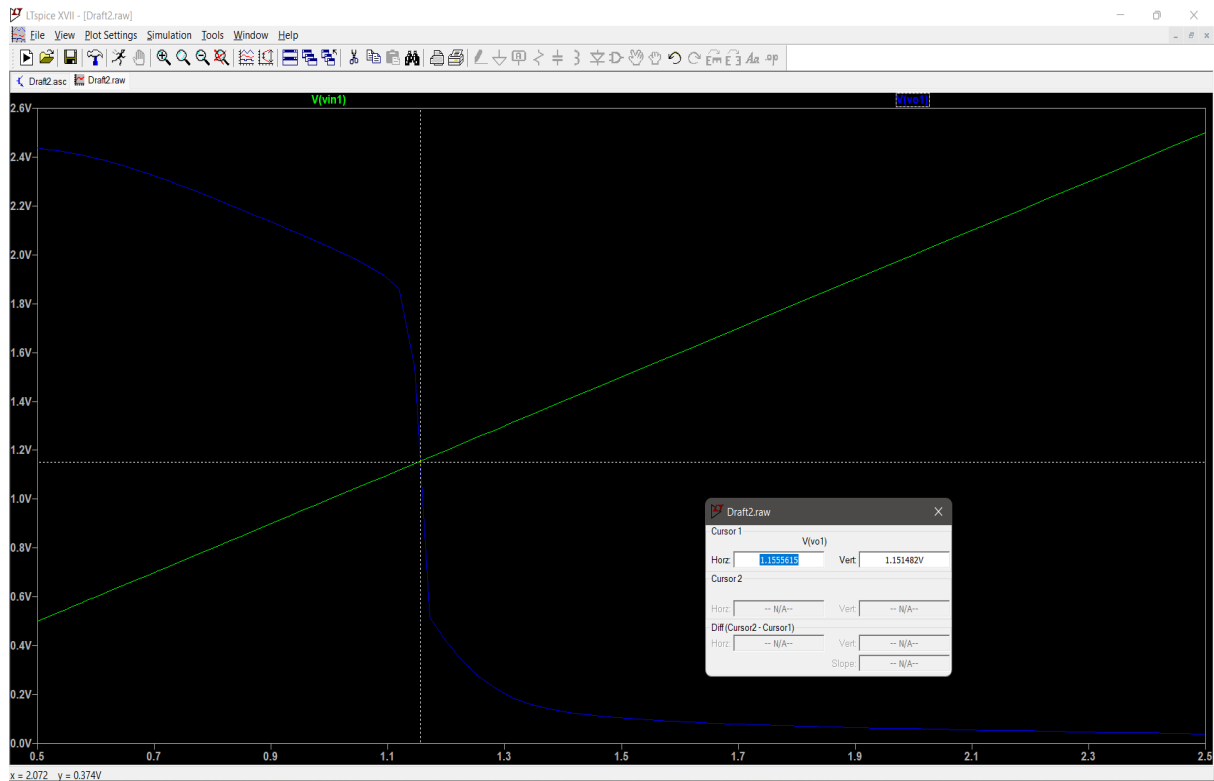 LTspice XVII - [Draft2.raw]
File View Plot Settings Simulation Tools Window Help
Draft2.asc Draft2.raw
V(vin1) V(vo1)
2.6V
2.4V
2.2V
2.0V
1.8V
1.6V
1.4V
1.2V
1.0V
0.8V
0.6V
0.4V
0.2V
0.0V
0.5 0.7 0.9 1.1 1.3 1.5 1.7 1.9 2.1 2.3 2.5
Draft2.raw
Cursor 1
V(vo1)
Horz: 1.1555615 Vert: 1.151482V
Cursor 2
Horz: -- N/A-- Vert: -- N/A--
Diff (Cursor2 - Cursor1)
Horz: -- N/A-- Vert: -- N/A--
Slope: -- N/A--
x = 2.072 y = 0.374V